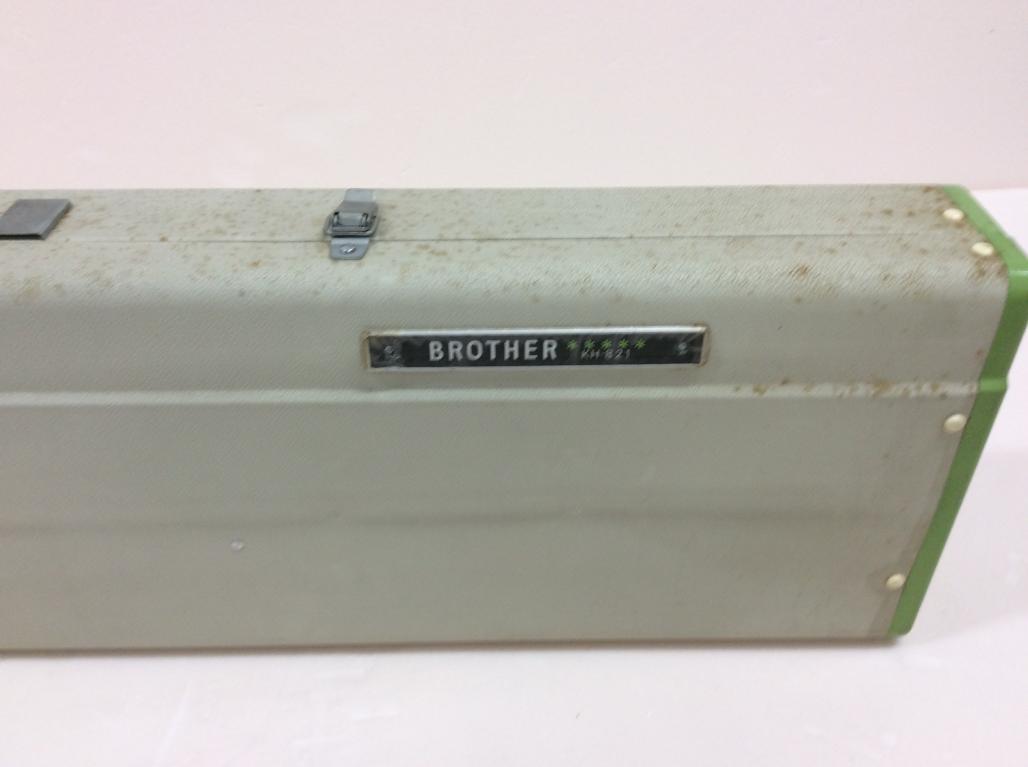 BROTHER *****
KH 821